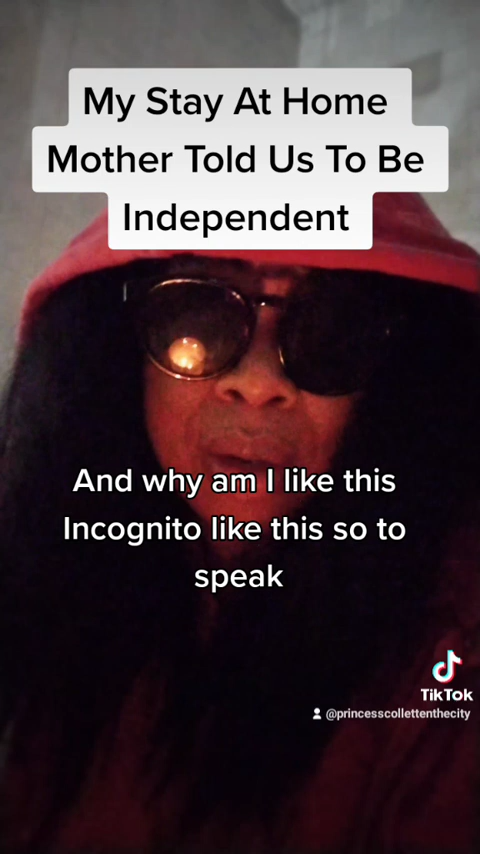 My Stay At Home
Mother Told Us To Be
Independent
And why am I like this
Incognito like this so to
speak
TikTok
@princesscollettenthecity